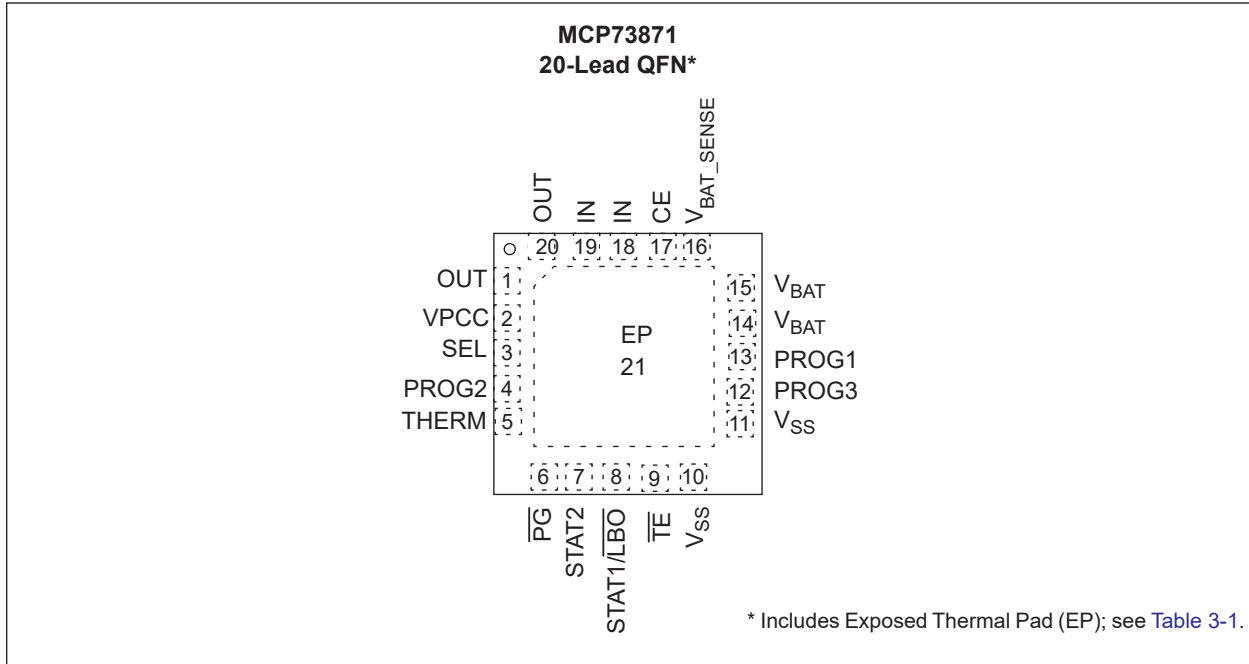 MCP73871
20-Lead QFN*
OUT
IN
IN
CE
VBAT_SENSE
20 19 18 17 16
OUT 1
VPCC 2
SEL 3
PROG2 4
THERM 5
EP
21
15 VBAT
14 VBAT
13 PROG1
12 PROG3
11 VSS
6 7 8 9 10
PG
STAT2
STAT1/LBO
TE
VSS
* Includes Exposed Thermal Pad (EP); see Table 3-1.